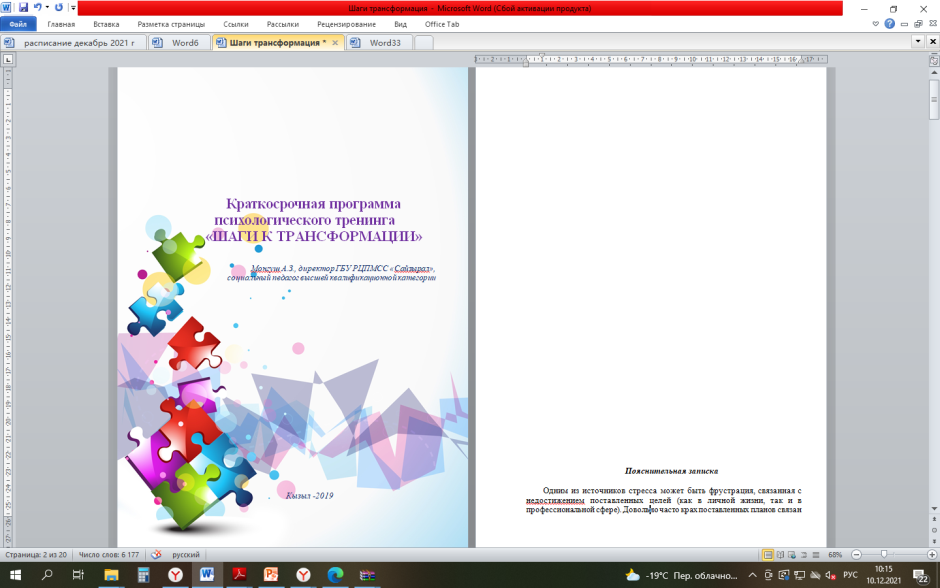 Шаги трансформация - Microsoft Word (Сбой активации продукта)
Файл Главная Вставка Разметка страницы Ссылки Рассылки Рецензирование Вид Office Tab
расписание декабрь 2021 г Word6 Шаги трансформация * Word33
Краткосрочная программа
психологического тренинга
«ШАГИ К ТРАНСФОРМАЦИИ»
Монгуш А.З., директор ГБУ РЦПМСС «Сайзырал»,
социальный педагог высшей квалификационной категории
Кызыл -2019
Пояснительная записка
Одним из источников стресса может быть фрустрация, связанная с
недостижением поставленных целей (как в личной жизни, так и в
профессиональной сфере). Довольно часто крах поставленных планов связан
Страница: 2 из 20 Число слов: 6 177 русский 68%
-19°C Пер. облачно... РУС 10:15
10.12.2021 22